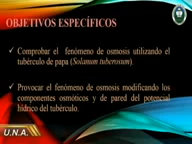 OBJETIVOS ESPECÍFICOS
✓ Comprobar el fenómeno de osmosis utilizando el
tubérculo de papa (Solanum tuberosum).
✓ Provocar el fenómeno de osmosis modificando los
componentes osmóticos y de pared del potencial
hídrico del tubérculo.
U.N.A.